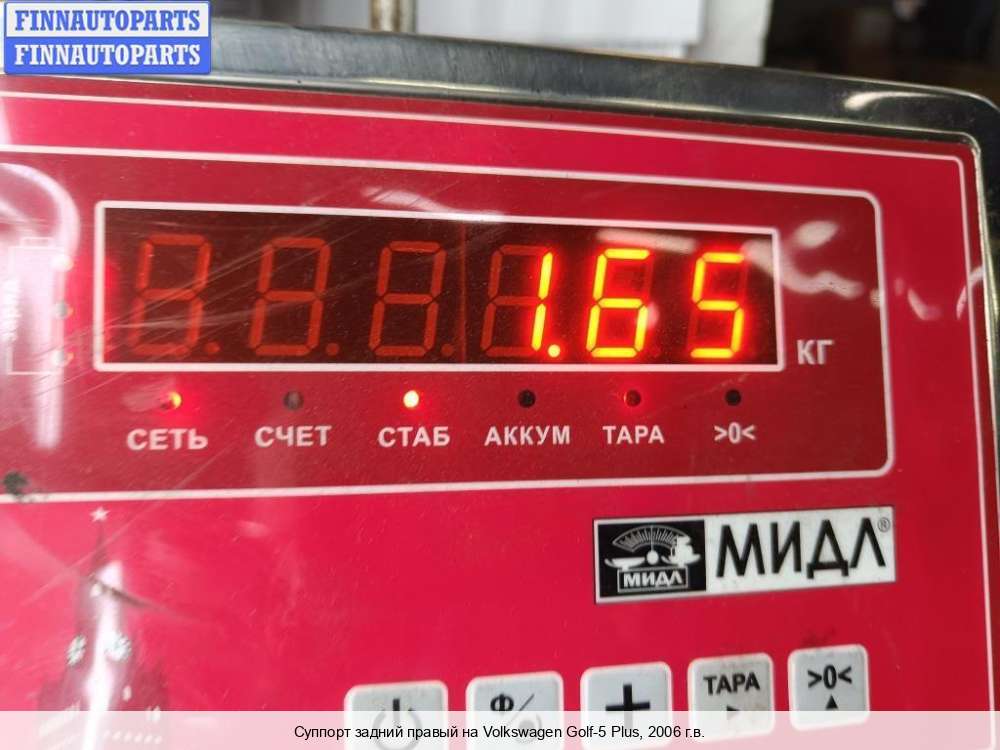 FINNAUTOPARTS
FINNAUTOPARTS
1.65
КГ
СЕТЬ СЧЕТ СТАБ АККУМ ТАРА >0<
МИДЛ МИДЛ®
Ф/ + ТАРА >0<
Суппорт задний правый на Volkswagen Golf-5 Plus, 2006 г.в.